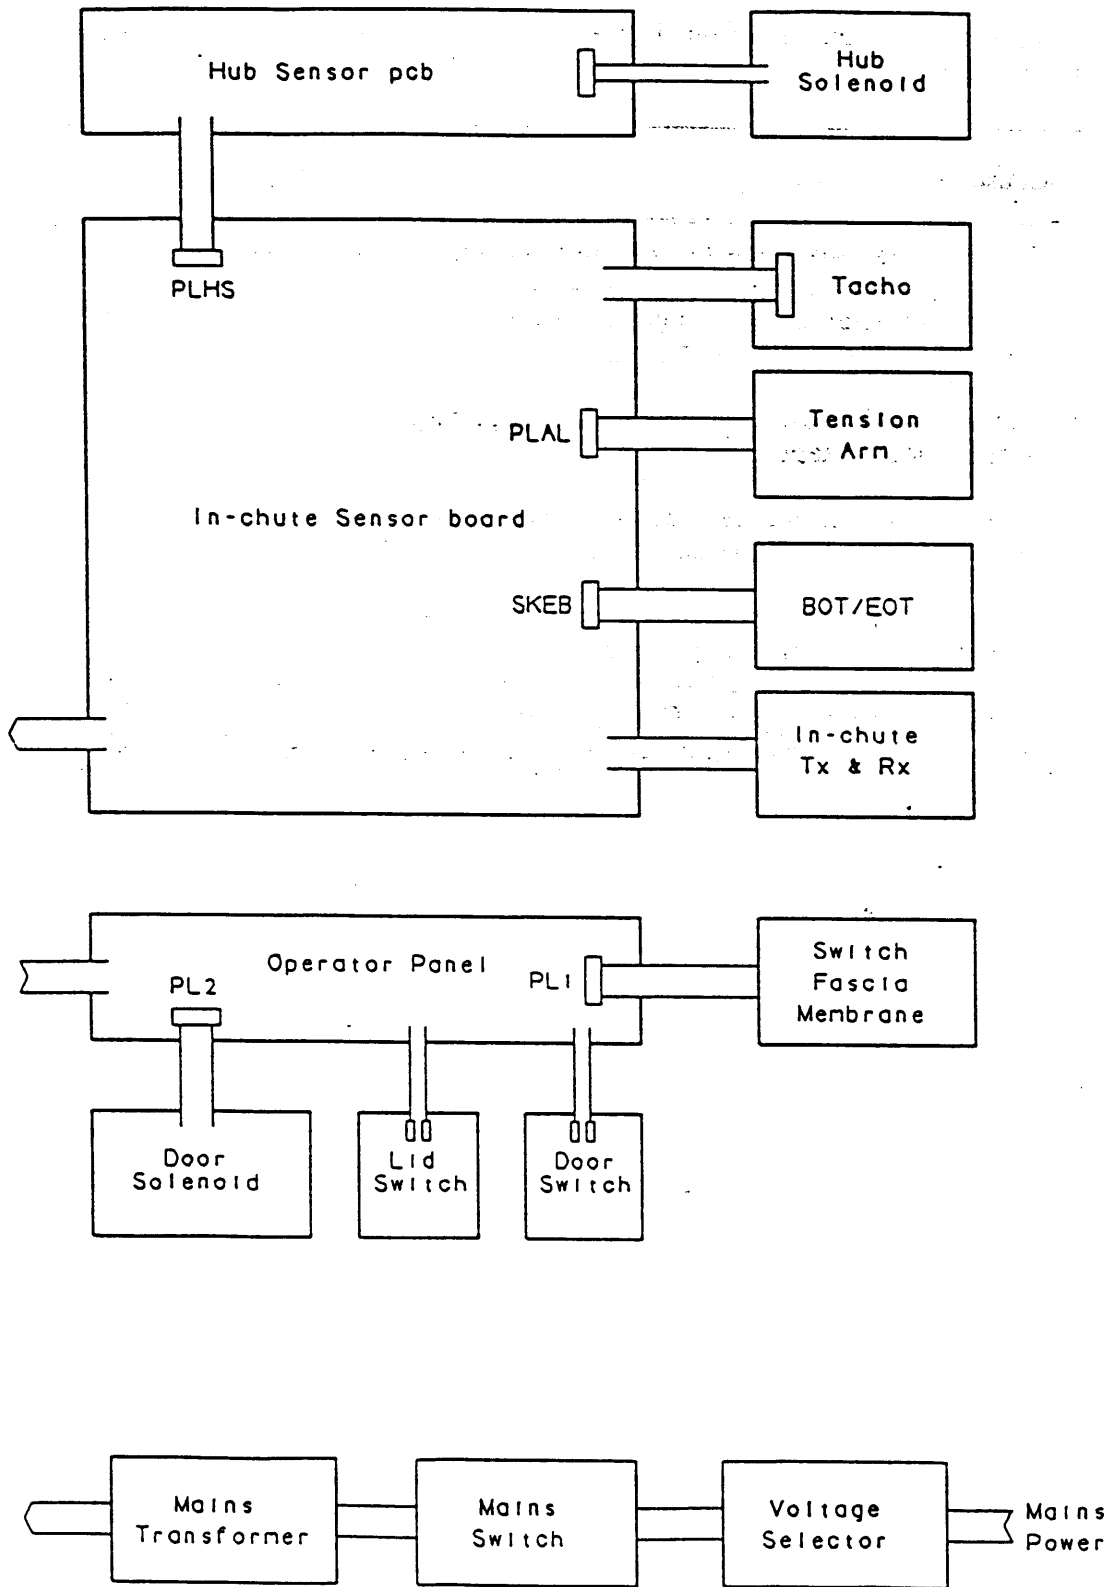 Hub Sensor pcb
Hub
Solenoid
PLHS
Tacho
PLAL
Tension
Arm
In-chute Sensor board
SKEB
BOT/EOT
In-chute
Tx & Rx
Operator Panel
PL2
PL1
Switch
Fascia
Membrane
Door
Solenoid
Lid
Switch
Door
Switch
Mains
Transformer
Mains
Switch
Voltage
Selector
Mains
Power